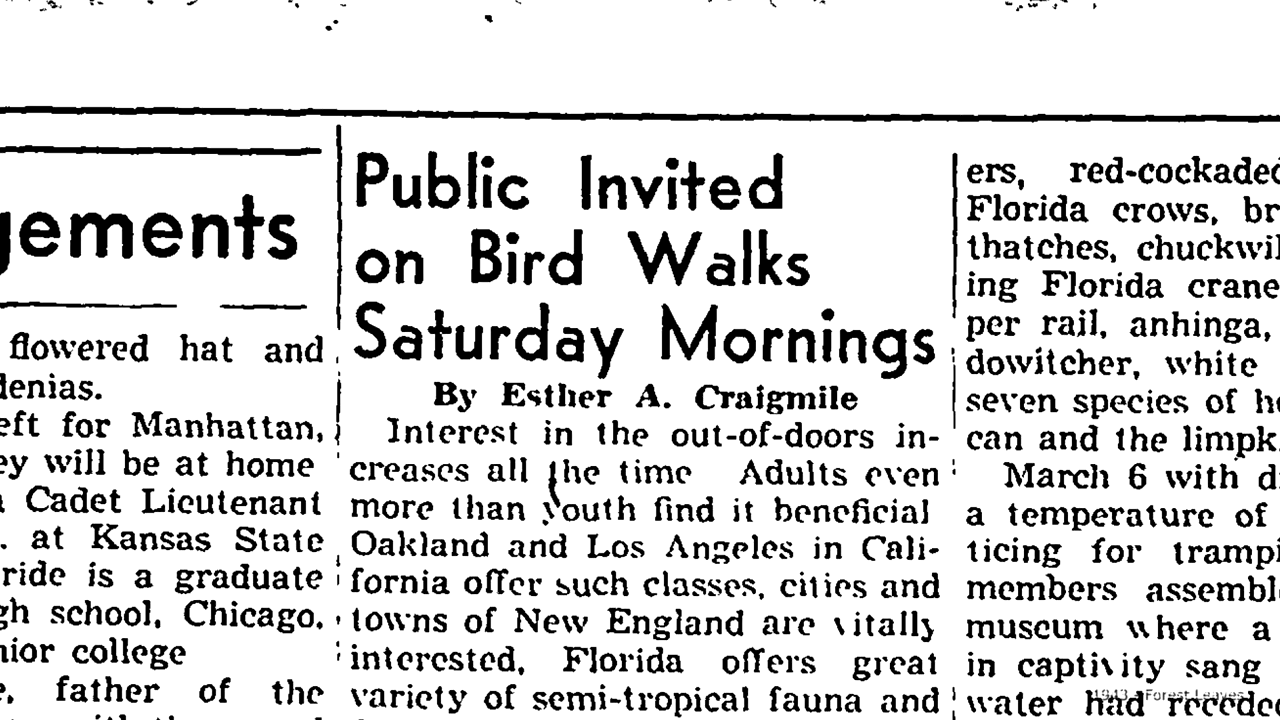 gements
flowered hat and
denias.
eft for Manhattan,
ey will be at home
a Cadet Lieutenant
. at Kansas State
ride is a graduate
gh school, Chicago,
nior college
e, father of the
Public Invited
on Bird Walks
Saturday Mornings
By Esther A. Craigmile
Interest in the out-of-doors in-
creases all the time Adults even
more than youth find it beneficial
Oakland and Los Angeles in Cali-
fornia offer such classes, cities and
towns of New England are vitally
interested, Florida offers great
variety of semi-tropical fauna and
ers, red-cockaded
Florida crows, br
thatches, chuckwil
ing Florida crane
per rail, anhinga,
dowitcher, white
seven species of he
can and the limpk
March 6 with di
a temperature of
ticing for trampi
members assemble
museum where a
in captivity sang
water had receded
1943 - Forest Leaves